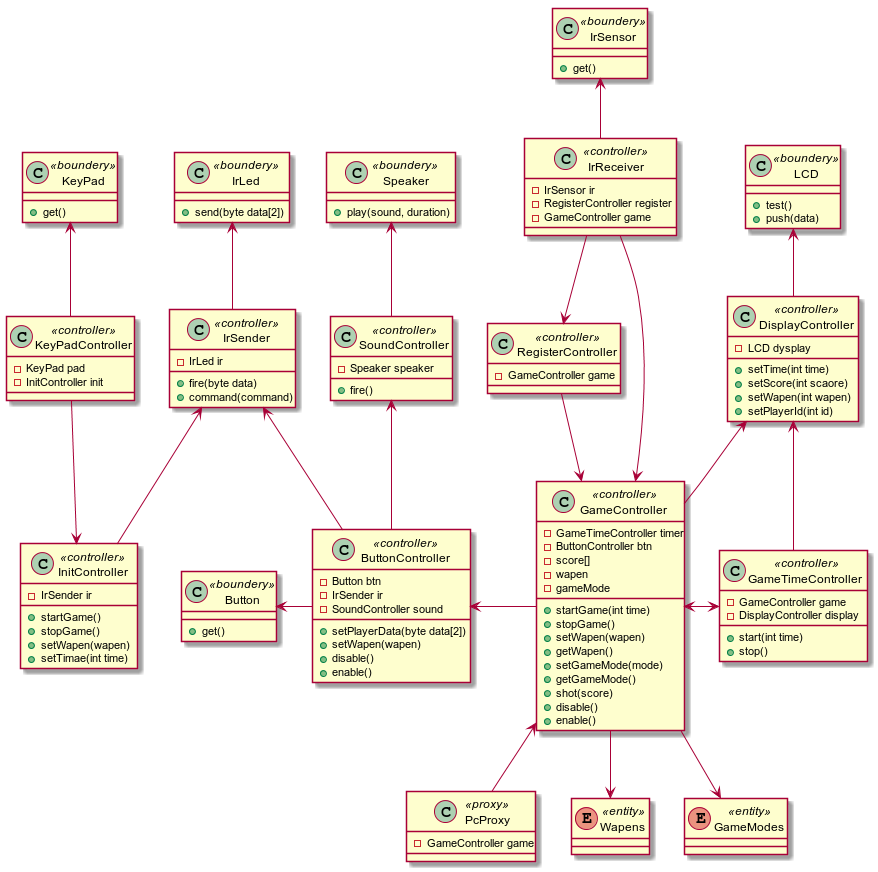 C «boundery»
IrSensor
get()
C «boundery»
KeyPad
get()
C «boundery»
IrLed
send(byte data[2])
C «boundery»
Speaker
play(sound, duration)
C «controller»
IrReceiver
IrSensor ir
RegisterController register
GameController game
C «boundery»
LCD
test()
push(data)
C «controller»
KeyPadController
KeyPad pad
InitController init
C «controller»
IrSender
IrLed ir
fire(byte data)
command(command)
C «controller»
SoundController
Speaker speaker
fire()
C «controller»
RegisterController
GameController game
C «controller»
DisplayController
LCD dysplay
setTime(int time)
setScore(int scaore)
setWapen(int wapen)
setPlayerId(int id)
C «controller»
InitController
IrSender ir
startGame()
stopGame()
setWapen(wapen)
setTimae(int time)
C «boundery»
Button
get()
C «controller»
ButtonController
Button btn
IrSender ir
SoundController sound
setPlayerData(byte data[2])
setWapen(wapen)
disable()
enable()
C «controller»
GameController
GameTimeController timer
ButtonController btn
score[]
wapen
gameMode
startGame(int time)
stopGame()
setWapen(wapen)
getWapen()
setGameMode(mode)
getGameMode()
shot(score)
disable()
enable()
C «controller»
GameTimeController
GameController game
DisplayController display
start(int time)
stop()
C «proxy»
PcProxy
GameController game
E «entity»
Wapens
E «entity»
GameModes